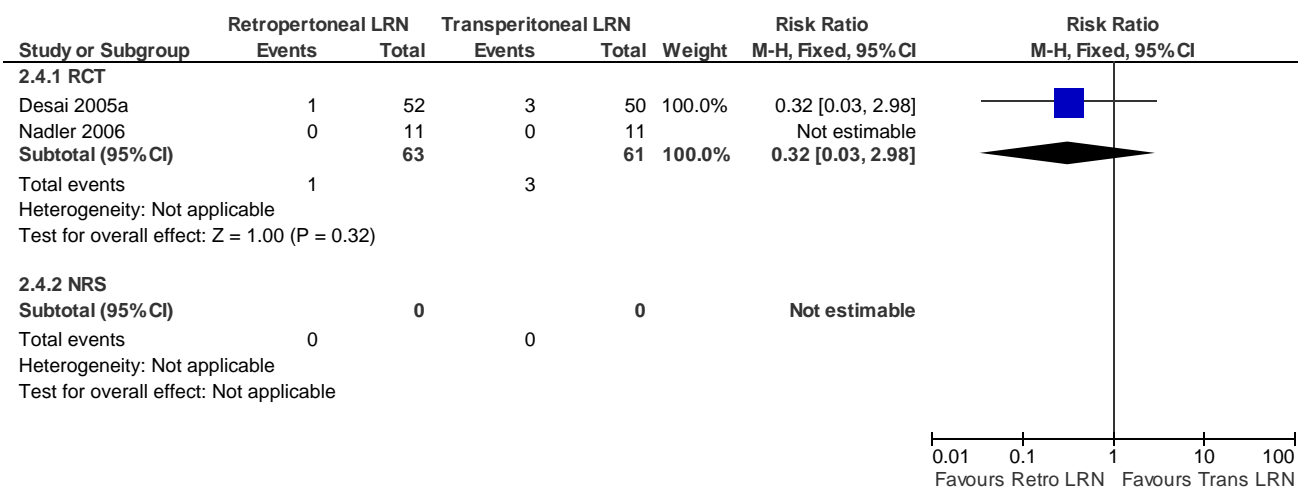 Retropertoneal LRN Transperitoneal LRN Risk Ratio Risk Ratio
Study or Subgroup Events Total Events Total Weight M-H, Fixed, 95% CI M-H, Fixed, 95% CI
2.4.1 RCT
Desai 2005a 1 52 3 50 100.0% 0.32 [0.03, 2.98]
Nadler 2006 0 11 0 11 Not estimable
Subtotal (95% CI) 63 61 100.0% 0.32 [0.03, 2.98]
Total events 1 3
Heterogeneity: Not applicable
Test for overall effect: Z = 1.00 (P = 0.32)
2.4.2 NRS
Subtotal (95% CI) 0 0 Not estimable
Total events 0 0
Heterogeneity: Not applicable
Test for overall effect: Not applicable
0.01 0.1 1 10 100
Favours Retro LRN Favours Trans LRN